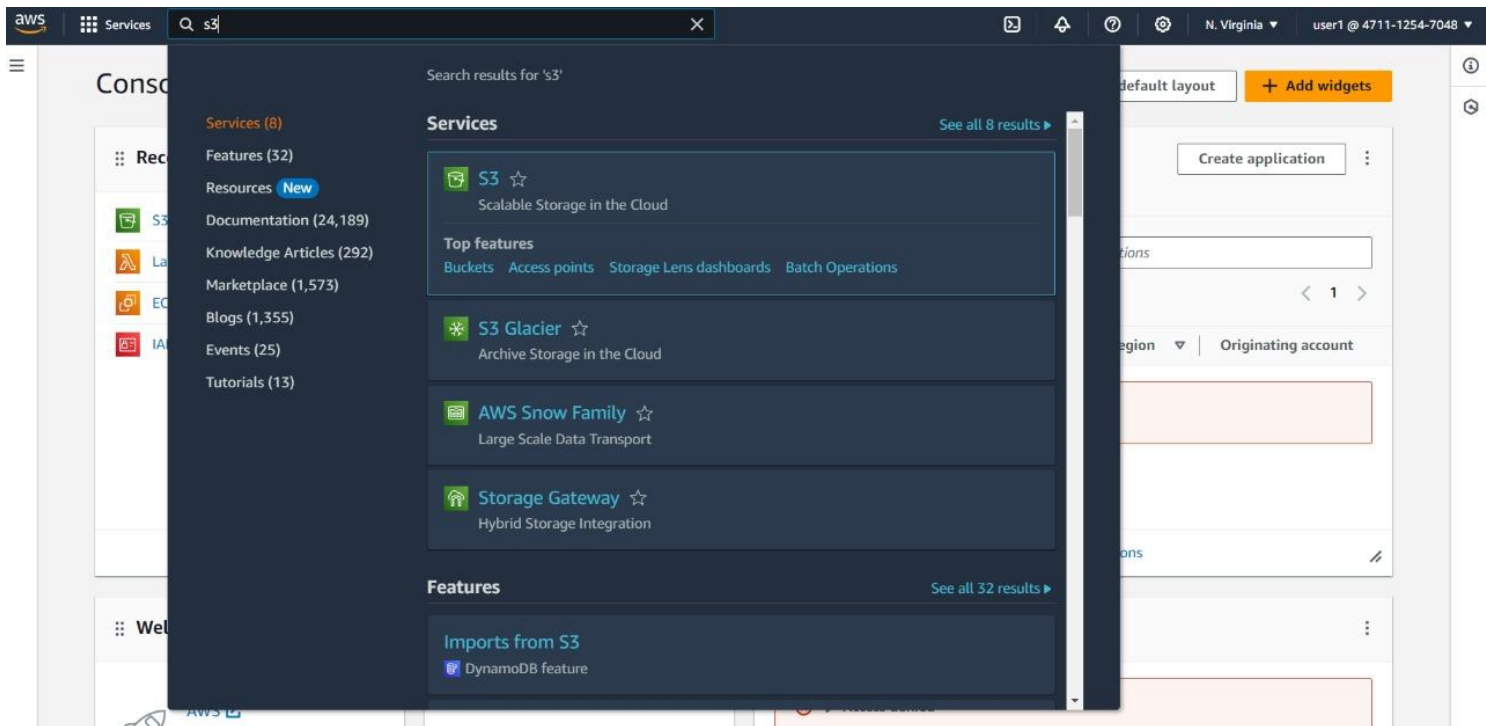 aws
Services
s3
N. Virginia
user1 @ 4711-1254-7048
Search results for 's3'
Services (8)
Features (32)
Resources New
Documentation (24,189)
Knowledge Articles (292)
Marketplace (1,573)
Blogs (1,355)
Events (25)
Tutorials (13)
Services
See all 8 results
S3
Scalable Storage in the Cloud
Top features
Buckets Access points Storage Lens dashboards Batch Operations
S3 Glacier
Archive Storage in the Cloud
AWS Snow Family
Large Scale Data Transport
Storage Gateway
Hybrid Storage Integration
Features
See all 32 results
Imports from S3
DynamoDB feature
default layout
+ Add widgets
Create application
1
Originating account
S3
AWS